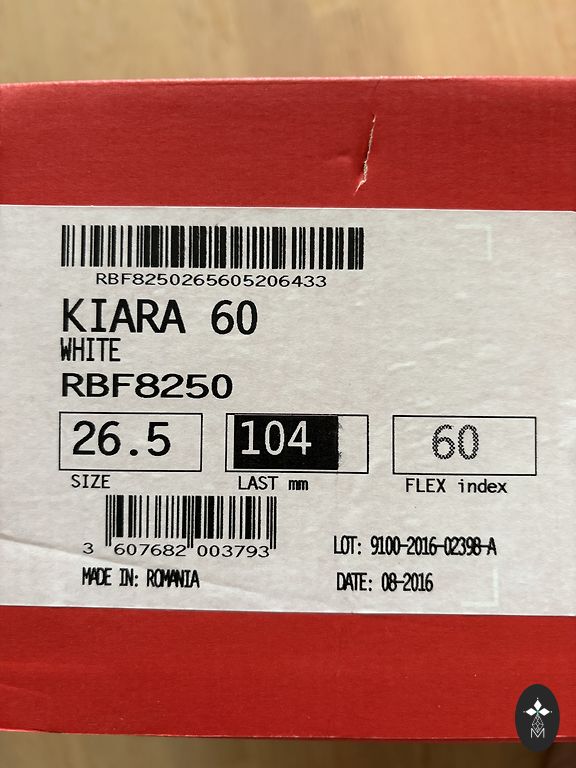 RBF8250265605206433
KIARA 60
WHITE
RBF8250
26.5 104 60
SIZE LAST mm FLEX index
3 607682 003793
LOT: 9100-2016-02398-A
MADE IN: ROMANIA DATE: 08-2016
M